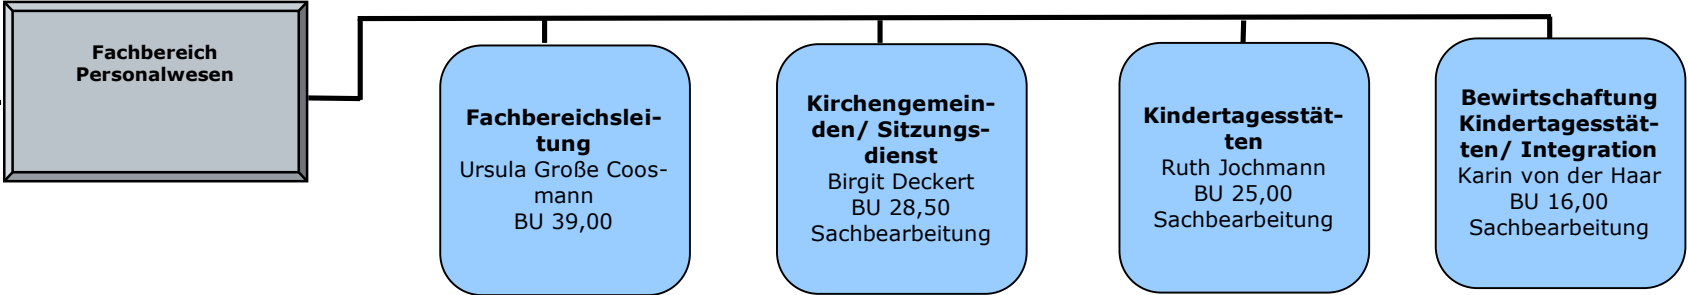 Fachbereich
Personalwesen
Fachbereichslei-
tung
Ursula Große Coos-
mann
BU 39,00
Kirchengemein-
den/ Sitzungs-
dienst
Birgit Deckert
BU 28,50
Sachbearbeitung
Kindertagesstät-
ten
Ruth Jochmann
BU 25,00
Sachbearbeitung
Bewirtschaftung
Kindertagesstät-
ten/ Integration
Karin von der Haar
BU 16,00
Sachbearbeitung